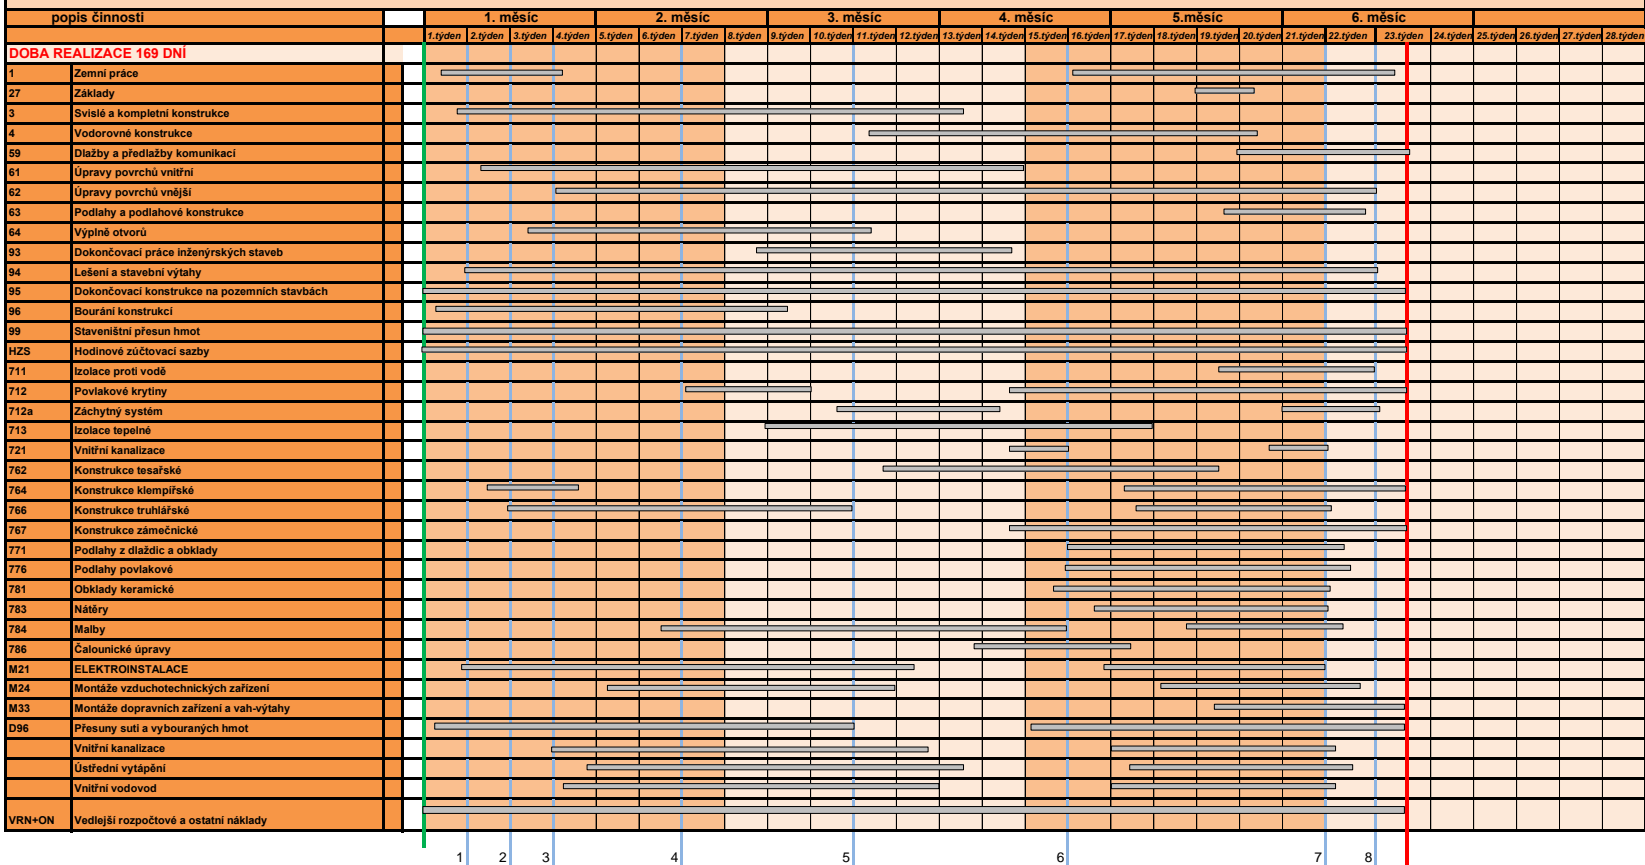 popis činnosti 1. měsíc 2. měsíc 3. měsíc 4. měsíc 5.měsíc 6. měsíc
1.týden 2.týden 3.týden 4.týden 5.týden 6.týden 7.týden 8.týden 9.týden 10.týden 11.týden 12.týden 13.týden 14.týden 15.týden 16.týden 17.týden 18.týden 19.týden 20.týden 21.týden 22.týden 23.týden 24.týden 25.týden 26.týden 27.týden 28.týden
DOBA REALIZACE 169 DNÍ
1 Zemní práce
27 Základy
3 Svislé a kompletní konstrukce
4 Vodorovné konstrukce
59 Dlažby a předlažby komunikací
61 Úpravy povrchů vnitřní
62 Úpravy povrchů vnější
63 Podlahy a podlahové konstrukce
64 Výplně otvorů
93 Dokončovací práce inženýrských staveb
94 Lešení a stavební výtahy
95 Dokončovací konstrukce na pozemních stavbách
96 Bourání konstrukcí
99 Staveništní přesun hmot
HZS Hodinové zúčtovací sazby
711 Izolace proti vodě
712 Povlakové krytiny
712a Záchytný systém
713 Izolace tepelné
721 Vnitřní kanalizace
762 Konstrukce tesařské
764 Konstrukce klempířské
766 Konstrukce truhlářské
767 Konstrukce zámečnické
771 Podlahy z dlaždic a obklady
776 Podlahy povlakové
781 Obklady keramické
783 Nátěry
784 Malby
786 Čalounické úpravy
M21 ELEKTROINSTALACE
M24 Montáže vzduchotechnických zařízení
M33 Montáže dopravních zařízení a vah-výtahy
D96 Přesuny suti a vybouraných hmot
Vnitřní kanalizace
Ústřední vytápění
Vnitřní vodovod
VRN+ON Vedlejší rozpočtové a ostatní náklady
1 2 3 4 5 6 7 8